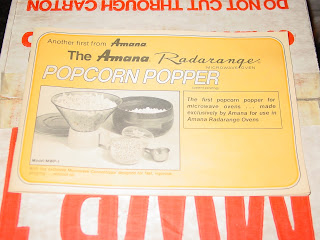 DO NOT CUT THROUGH CARTON
Another first from Amana
The Amana Radarange
MICROWAVE OVEN
POPCORN POPPER
The first popcorn popper for
microwave ovens ... made
exclusively by Amana for use in
Amana Radarange Ovens